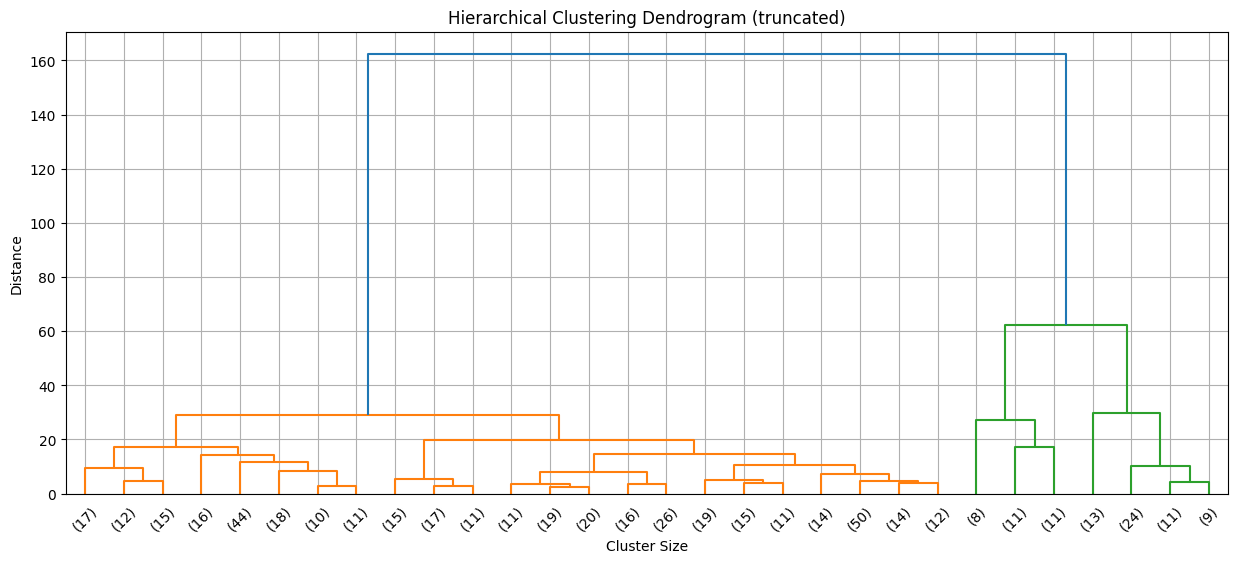 Hierarchical Clustering Dendrogram (truncated)
Distance
160
140
120
100
80
60
40
20
0
(17) (12) (15) (16) (44) (18) (10) (11) (15) (17) (11) (11) (19) (20) (16) (26) (19) (15) (11) (14) (50) (14) (12) (8) (11) (11) (13) (24) (11) (9)
Cluster Size